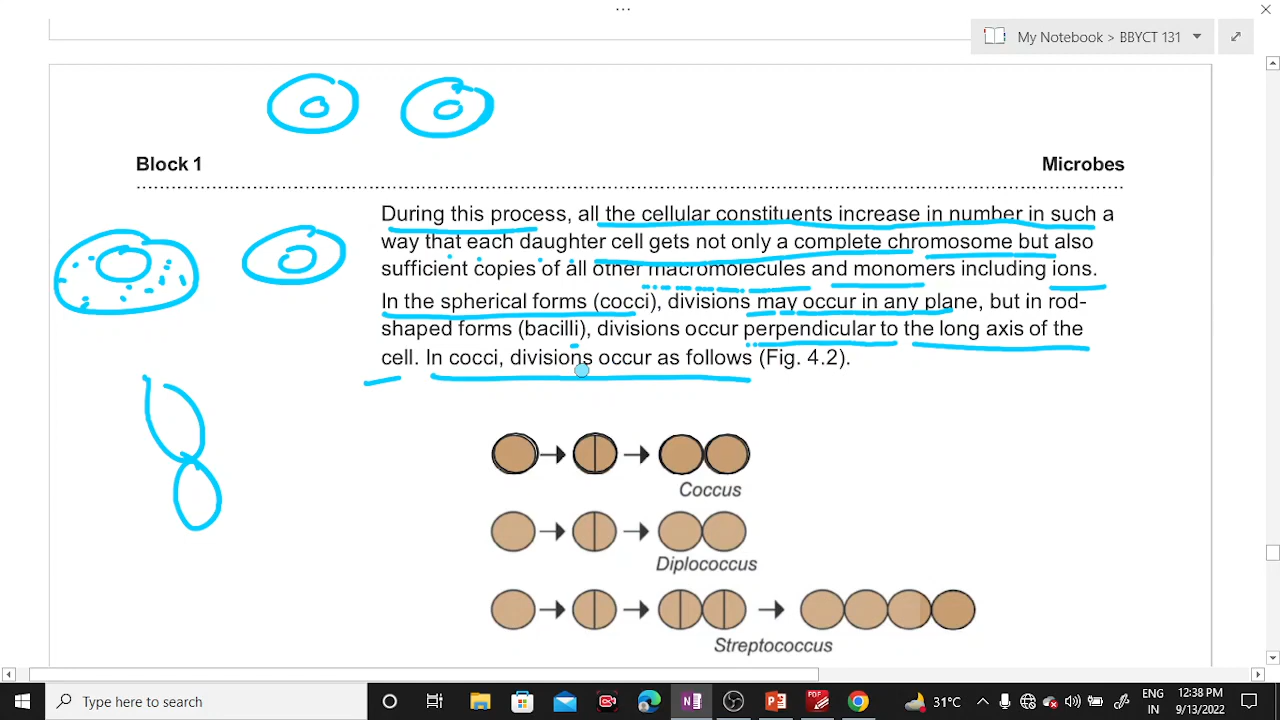 ...
My Notebook > BBYCT 131
Block 1 Microbes
During this process, all the cellular constituents increase in number in such a
way that each daughter cell gets not only a complete chromosome but also
sufficient copies of all other macromolecules and monomers including ions.
In the spherical forms (cocci), divisions may occur in any plane, but in rod-
shaped forms (bacilli), divisions occur perpendicular to the long axis of the
cell. In cocci, divisions occur as follows (Fig. 4.2).
Coccus
Diplococcus
Streptococcus
Type here to search
PDF
31°C
ENG
IN
12:38 PM
9/13/2022